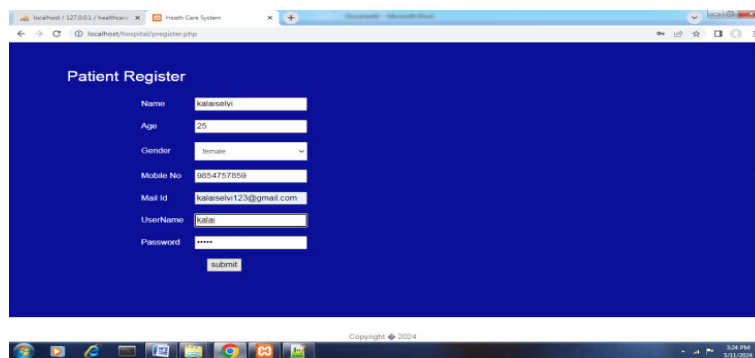 localhost / 127.0.0.1 / healthcare
Heath Care System
localhost/hospital/pregister.php
Patient Register
Name kalaiselvi
Age 25
Gender female
Mobile No 9854757859
Mail Id kalaiselvi123@gmail.com
UserName kalai
Password •••••
submit
Copyright � 2024
3:24 PM
5/11/2024